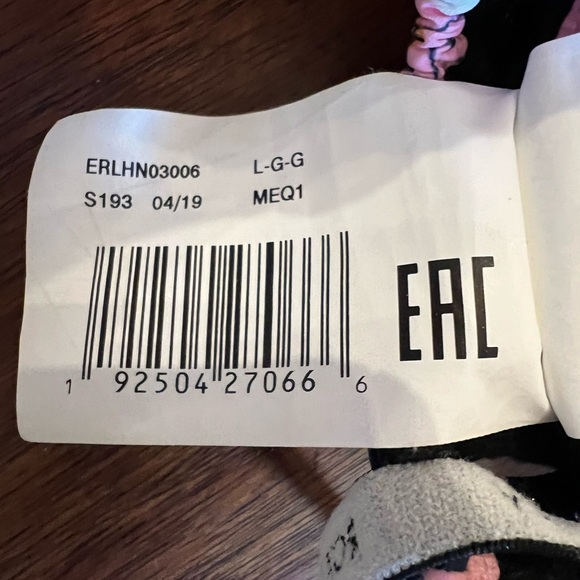 ERLHN03006 L-G-G
S193 04/19 MEQ1
EAC
1 92504 27066 6